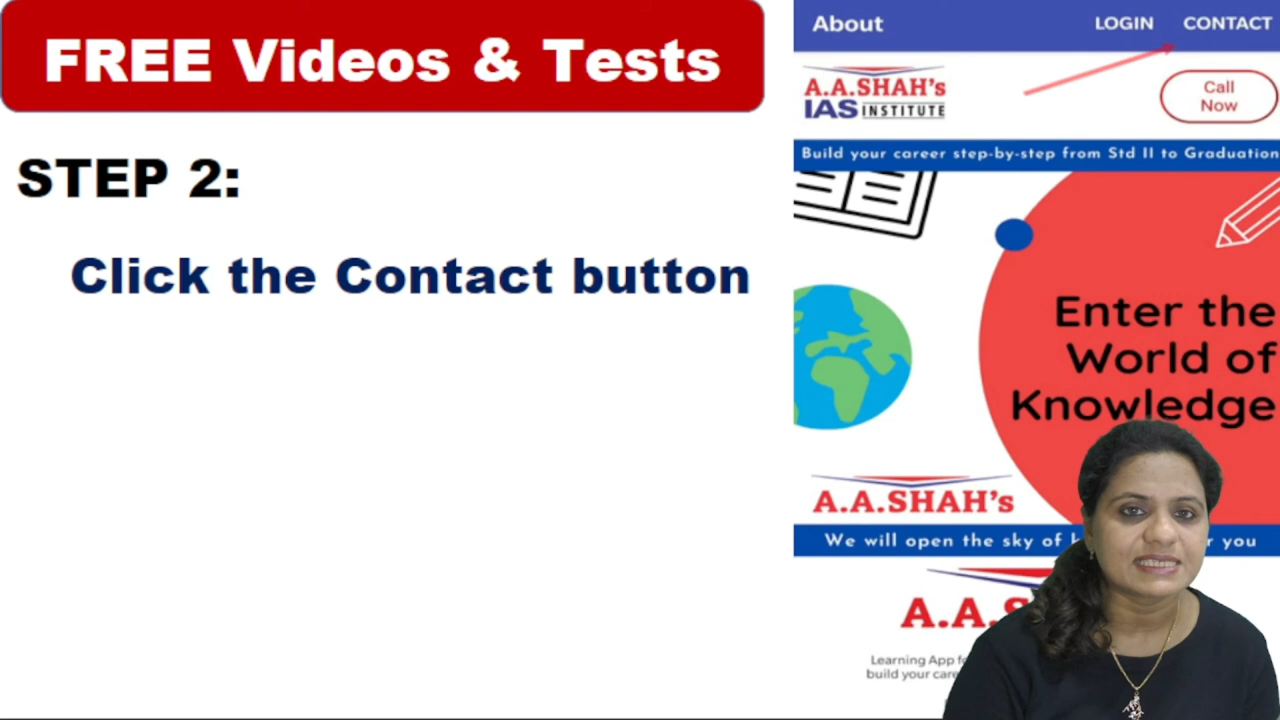 FREE Videos & Tests
STEP 2:
Click the Contact button
About
LOGIN
CONTACT
A.A.SHAH's
IAS INSTITUTE
Call
Now
Build your career step-by-step from Std II to Graduation
Enter the
World of
Knowledge
A.A.SHAH's
We will open the sky of
you
A.A.
Learning App
build your